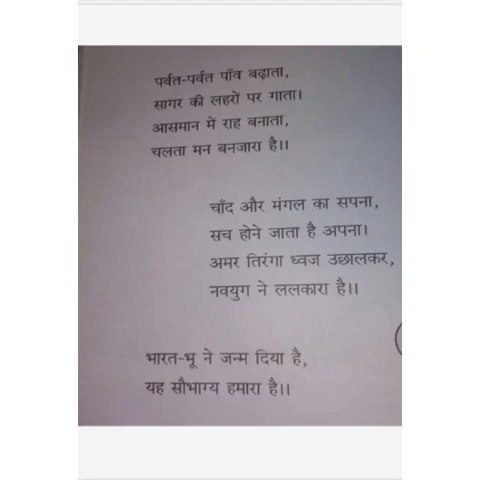 पर्वत-पर्वत पाँव बढ़ाता,
सागर की लहरों पर गाता।
आसमान में राह बनाता,
चलता मन बनजारा है।।
चाँद और मंगल का सपना,
सच होने जाता है अपना।
अमर तिरंगा ध्वज उछालकर,
नवयुग ने ललकारा है।।
भारत-भू ने जन्म दिया है,
यह सौभाग्य हमारा है।।